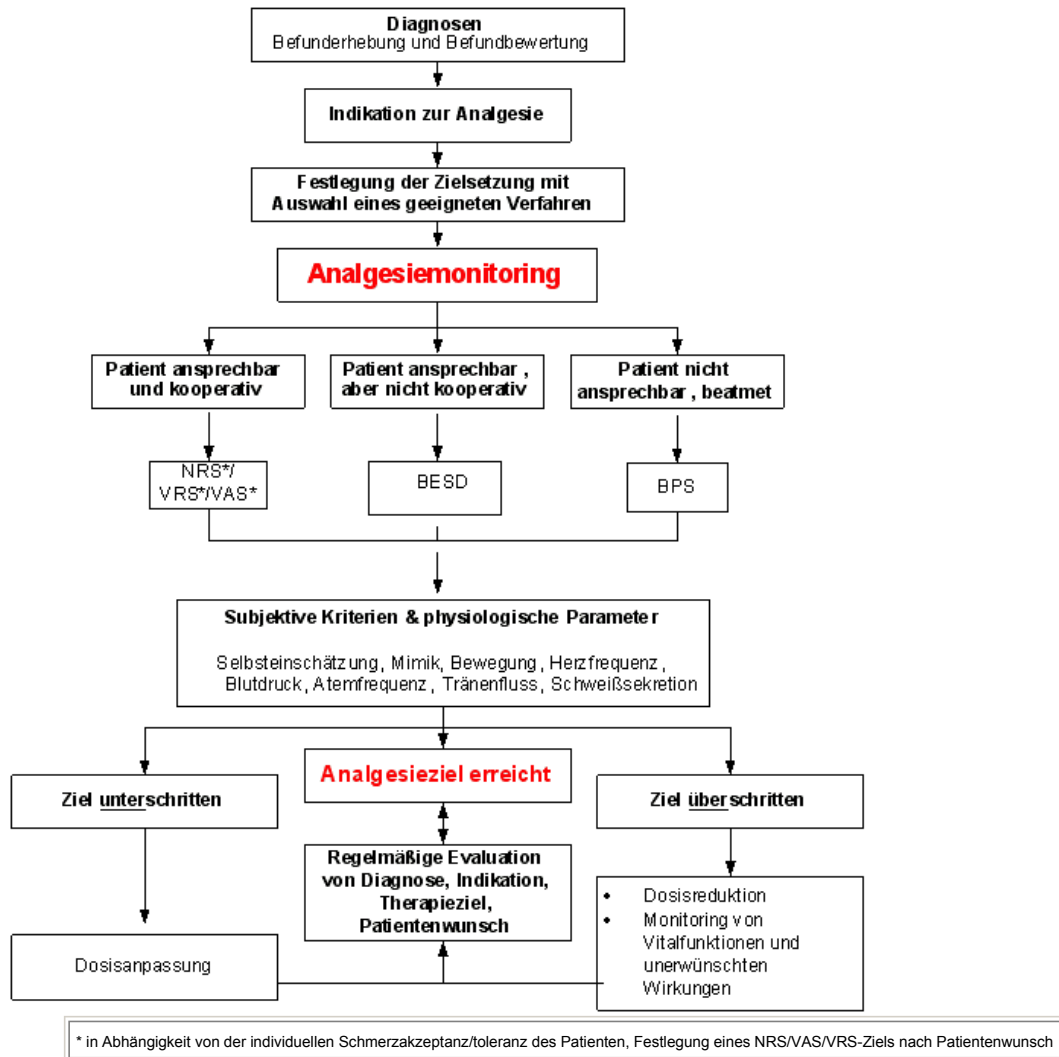 Diagnosen
Befunderhebung und Befundbewertung
Indikation zur Analgesie
Festlegung der Zielsetzung mit
Auswahl eines geeigneten Verfahren
Analgesiemonitoring
Patient ansprechbar
und kooperativ
Patient ansprechbar ,
aber nicht kooperativ
Patient nicht
ansprechbar , beatmet
NRS*/
VRS*/VAS*
BESD
BPS
Subjektive Kriterien & physiologische Parameter
Selbsteinschätzung, Mimik, Bewegung, Herzfrequenz,
Blutdruck, Atemfrequenz, Tränenfluss, Schweißsekretion
Ziel unterschritten
Analgesieziel erreicht
Ziel überschritten
Regelmäßige Evaluation
von Diagnose, Indikation,
Therapieziel,
Patientenwunsch
Dosisanpassung
• Dosisreduktion
• Monitoring von
Vitalfunktionen und
unerwünschten
Wirkungen
* in Abhängigkeit von der individuellen Schmerzakzeptanz/toleranz des Patienten, Festlegung eines NRS/VAS/VRS-Ziels nach Patientenwunsch